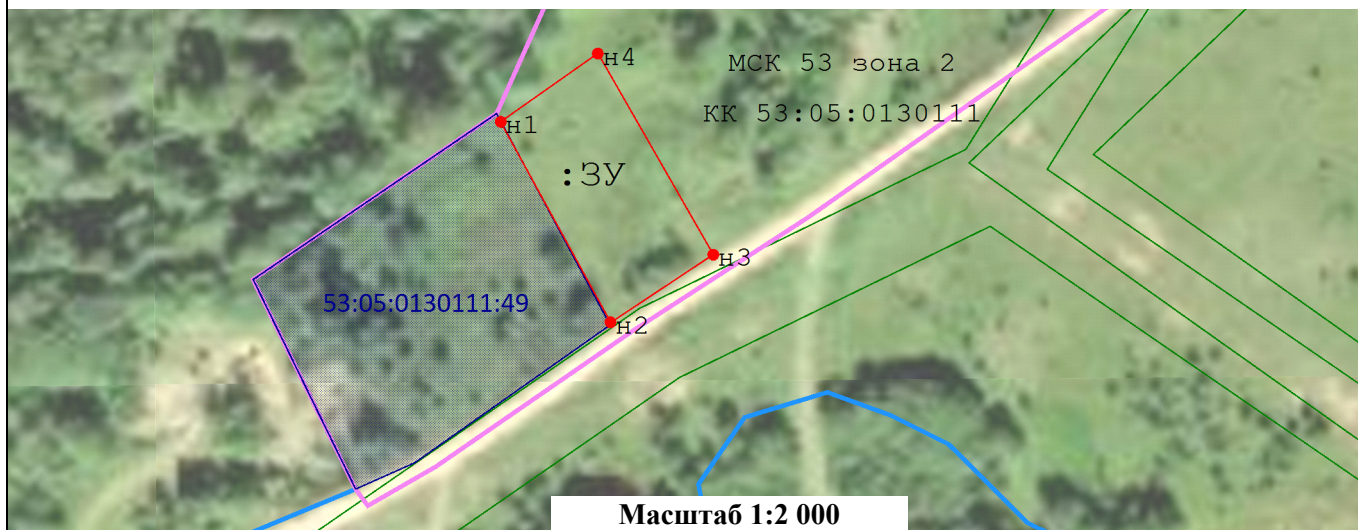 н4
МСК 53 зона 2
КК 53:05:0130111
н1
:ЗУ
н3
53:05:0130111:49
н2
Масштаб 1:2 000